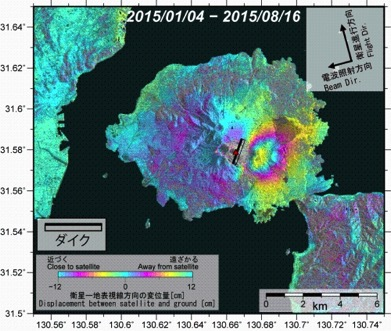 2015/01/04 – 2015/08/16
衛星進行方向
Flight Dir.
電波照射方向
Beam Dir.
31.64°
31.62°
31.6°
31.58°
31.56°
31.54°
31.52°
31.5°
ダイク
近づく 遠ざかる
Close to satellite Away from satellite
−12 0 12
衛星−地表視線方向の変位量[cm]
Displacement between satellite and ground [cm]
0 2 4 6
km
130.56° 130.58° 130.6° 130.62° 130.64° 130.66° 130.68° 130.7° 130.72° 130.74°